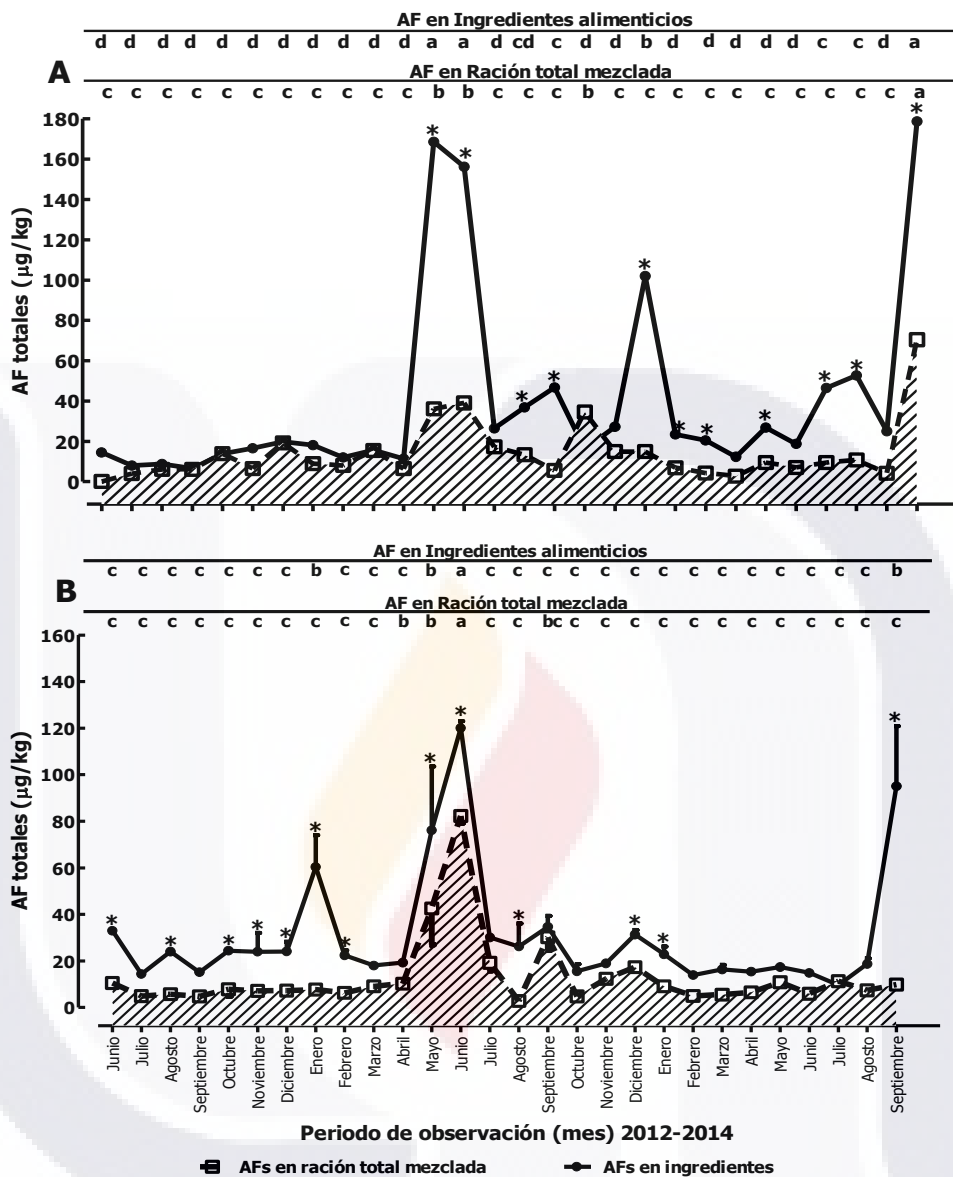 AF en Ingredientes alimenticios
d d d d d d d d d d d a a d cd c d d b d d d d d c c d a
A
AF en Ración total mezclada
c c c c c c c c c c c b b c c c b c c c c c c c c c c a
180
160
140
120
100
80
60
40
20
0
AF totales (µg/kg)
* * * * * * * * * * *
AF en Ingredientes alimenticios
c c c c c c c b c c c b a c c c c c c c c c c c c c c b
B
AF en Ración total mezclada
c c c c c c c c c c b b a c c bc c c c c c c c c c c c c
160
120
100
80
60
40
20
0
AF totales (µg/kg)
* * * * * * * * * * * * *
Junio
Julio
Agosto
Septiembre
Octubre
Noviembre
Diciembre
Enero
Febrero
Marzo
Abril
Mayo
Junio
Julio
Agosto
Septiembre
Octubre
Noviembre
Diciembre
Enero
Febrero
Marzo
Abril
Mayo
Junio
Julio
Agosto
Septiembre
Periodo de observación (mes) 2012-2014
AFs en ración total mezclada AFs en ingredientes